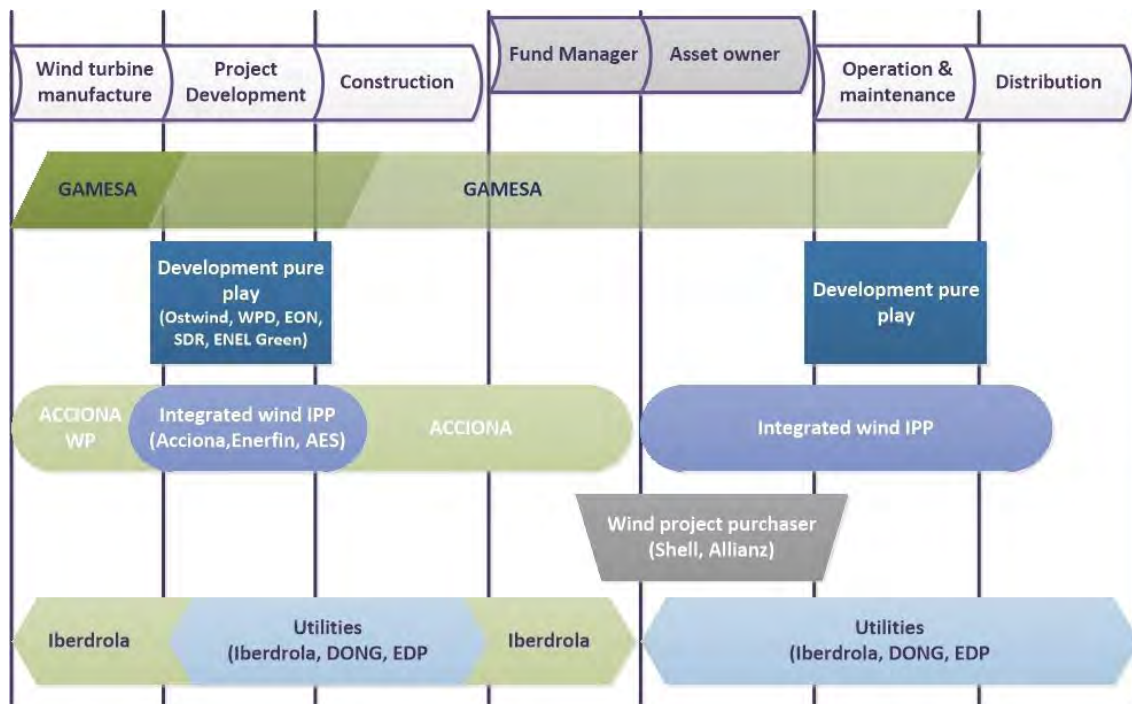 Wind turbine
manufacture
Project
Development
Construction
Fund Manager
Asset owner
Operation &
maintenance
Distribution
GAMESA
GAMESA
Development pure
play
(Ostwind, WPD, EON,
SDR, ENEL Green)
Development pure
play
ACCIONA
WP
Integrated wind IPP
(Acciona,Enerfin, AES)
ACCIONA
Integrated wind IPP
Wind project purchaser
(Shell, Allianz)
Iberdrola
Utilities
(Iberdrola, DONG, EDP
Iberdrola
Utilities
(Iberdrola, DONG, EDP